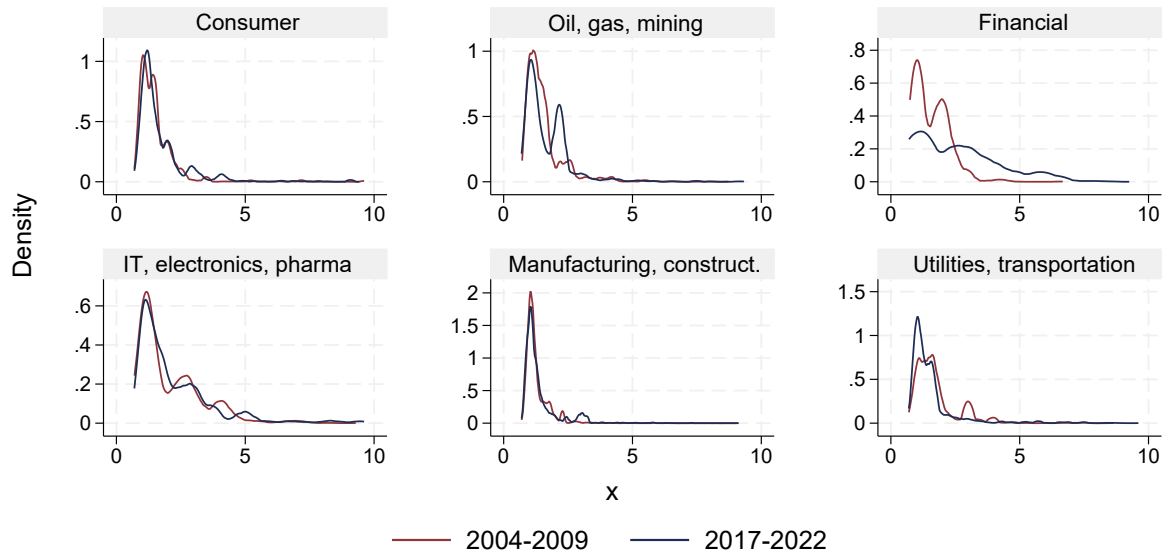 Consumer
Oil, gas, mining
Financial
1
.5
0
0 5 10
1
.5
0
0 5 10
.8
.6
.4
.2
0
0 5 10
Density
IT, electronics, pharma
Manufacturing, construct.
Utilities, transportation
.6
.4
.2
0
0 5 10
2
1.5
1
.5
0
0 5 10
1.5
1
.5
0
0 5 10
x
2004-2009 2017-2022